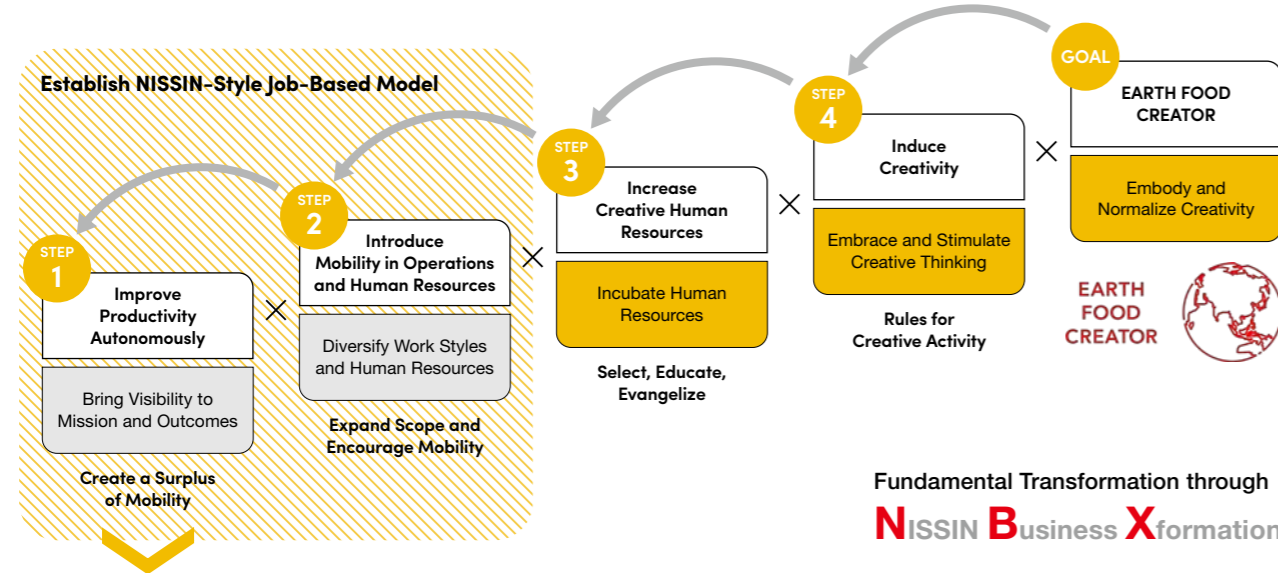 Establish NISSIN-Style Job-Based Model
STEP
1
Improve
Productivity
Autonomously
Bring Visibility to
Mission and Outcomes
Create a Surplus
of Mobility
×
STEP
2
Introduce
Mobility in Operations
and Human Resources
Diversify Work Styles
and Human Resources
Expand Scope and
Encourage Mobility
×
STEP
3
Increase
Creative Human
Resources
Incubate Human
Resources
Select, Educate,
Evangelize
×
STEP
4
Induce
Creativity
Embrace and Stimulate
Creative Thinking
Rules for
Creative Activity
×
GOAL
EARTH FOOD
CREATOR
Embody and
Normalize Creativity
EARTH
FOOD
CREATOR
Fundamental Transformation through
NISSIN Business Xformation